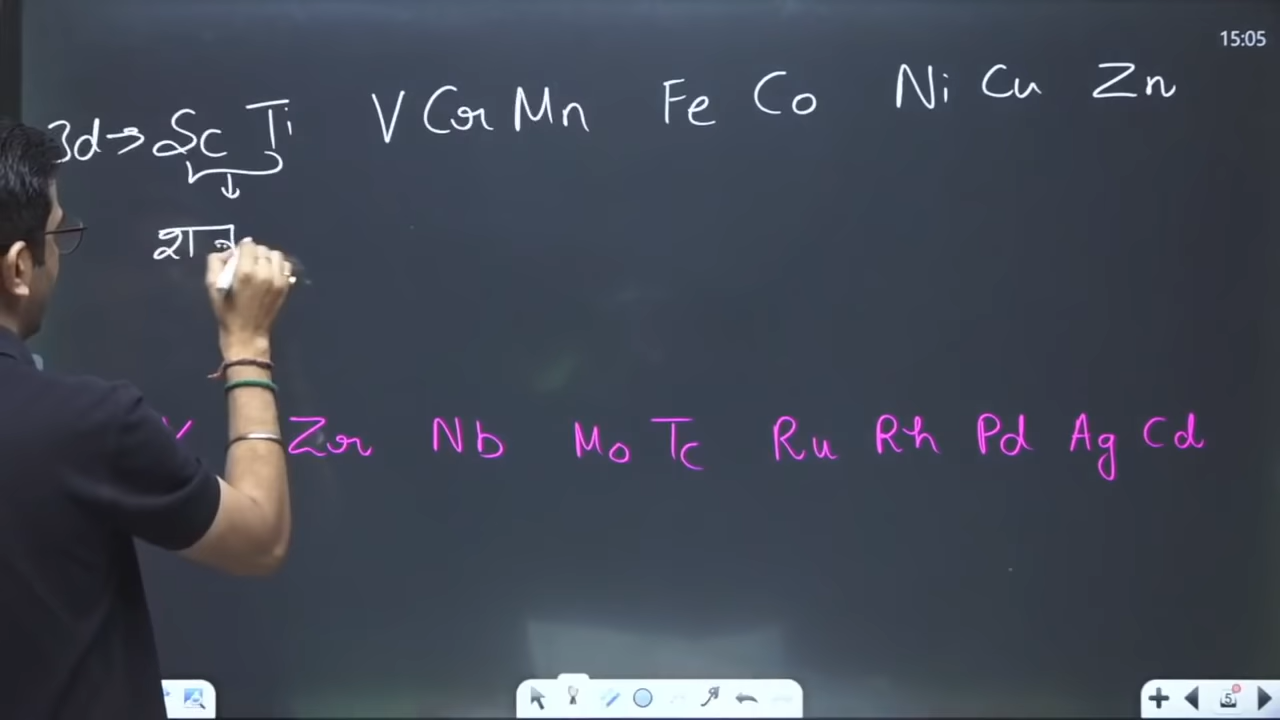 15:05
3d → Sc Ti V Cr Mn Fe Co Ni Cu Zn
Y Zr Nb Mo Tc Ru Rh Pd Ag Cd
5